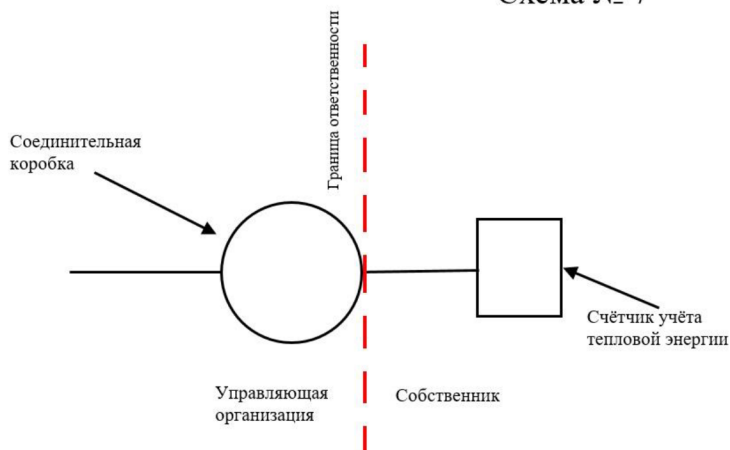 Граница ответственности
Соединительная
коробка
Счётчик учёта
тепловой энергии
Управляющая
организация
Собственник